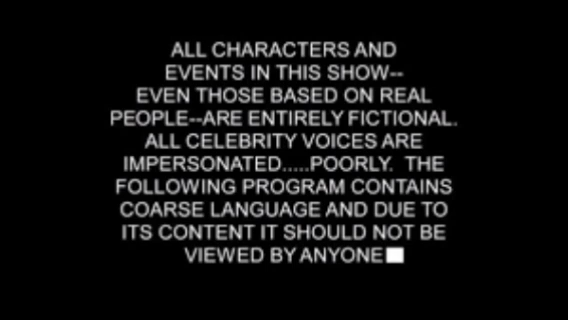 ALL CHARACTERS AND
EVENTS IN THIS SHOW--
EVEN THOSE BASED ON REAL
PEOPLE--ARE ENTIRELY FICTIONAL.
ALL CELEBRITY VOICES ARE
IMPERSONATED.....POORLY. THE
FOLLOWING PROGRAM CONTAINS
COARSE LANGUAGE AND DUE TO
ITS CONTENT IT SHOULD NOT BE
VIEWED BY ANYONE